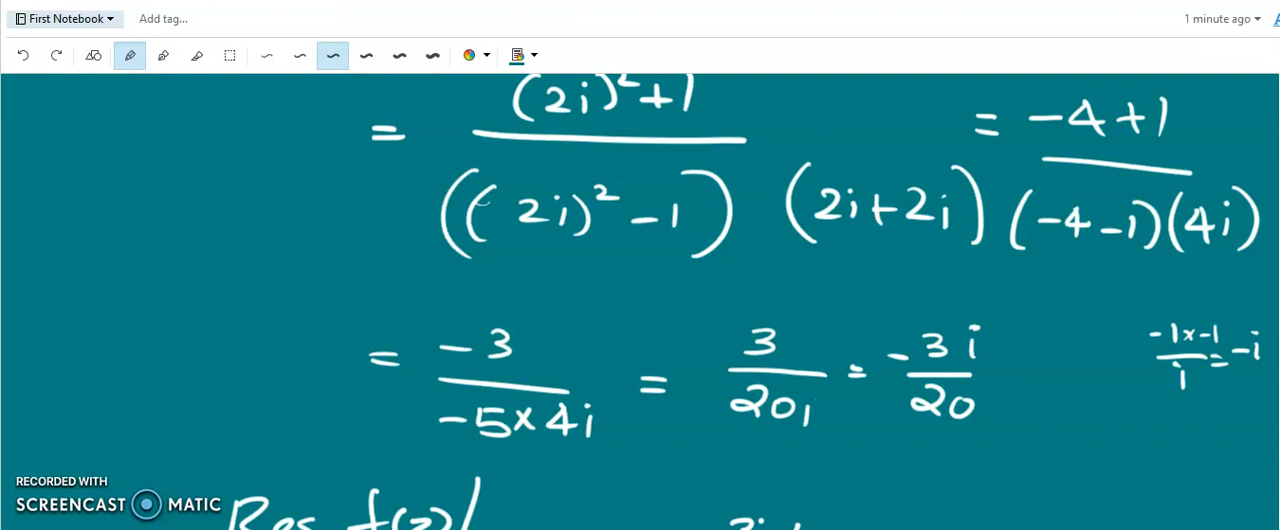 First Notebook Add tag... 1 minute ago
= (2i)²+1 / ((2i)²-1) (2i+2i) = -4+1 / (-4-1)(4i)
= -3 / -5×4i = 3 / 20i = -3i / 20
-1×-1 / i = -i
RECORDED WITH
SCREENCAST MATIC
Res f(z)